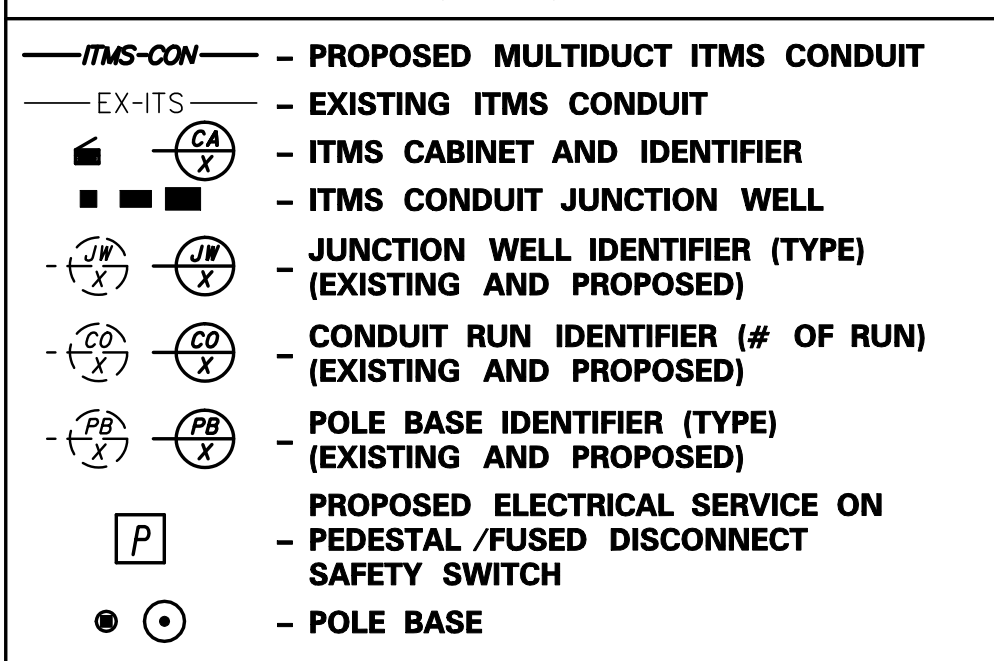 ITMS-CON – PROPOSED MULTIDUCT ITMS CONDUIT
EX-ITS – EXISTING ITMS CONDUIT
CA
X
– ITMS CABINET AND IDENTIFIER
– ITMS CONDUIT JUNCTION WELL
JW JW
X X
– JUNCTION WELL IDENTIFIER (TYPE)
(EXISTING AND PROPOSED)
CO CO
X X
– CONDUIT RUN IDENTIFIER (# OF RUN)
(EXISTING AND PROPOSED)
PB PB
X X
– POLE BASE IDENTIFIER (TYPE)
(EXISTING AND PROPOSED)
P
PROPOSED ELECTRICAL SERVICE ON
– PEDESTAL /FUSED DISCONNECT
SAFETY SWITCH
– POLE BASE